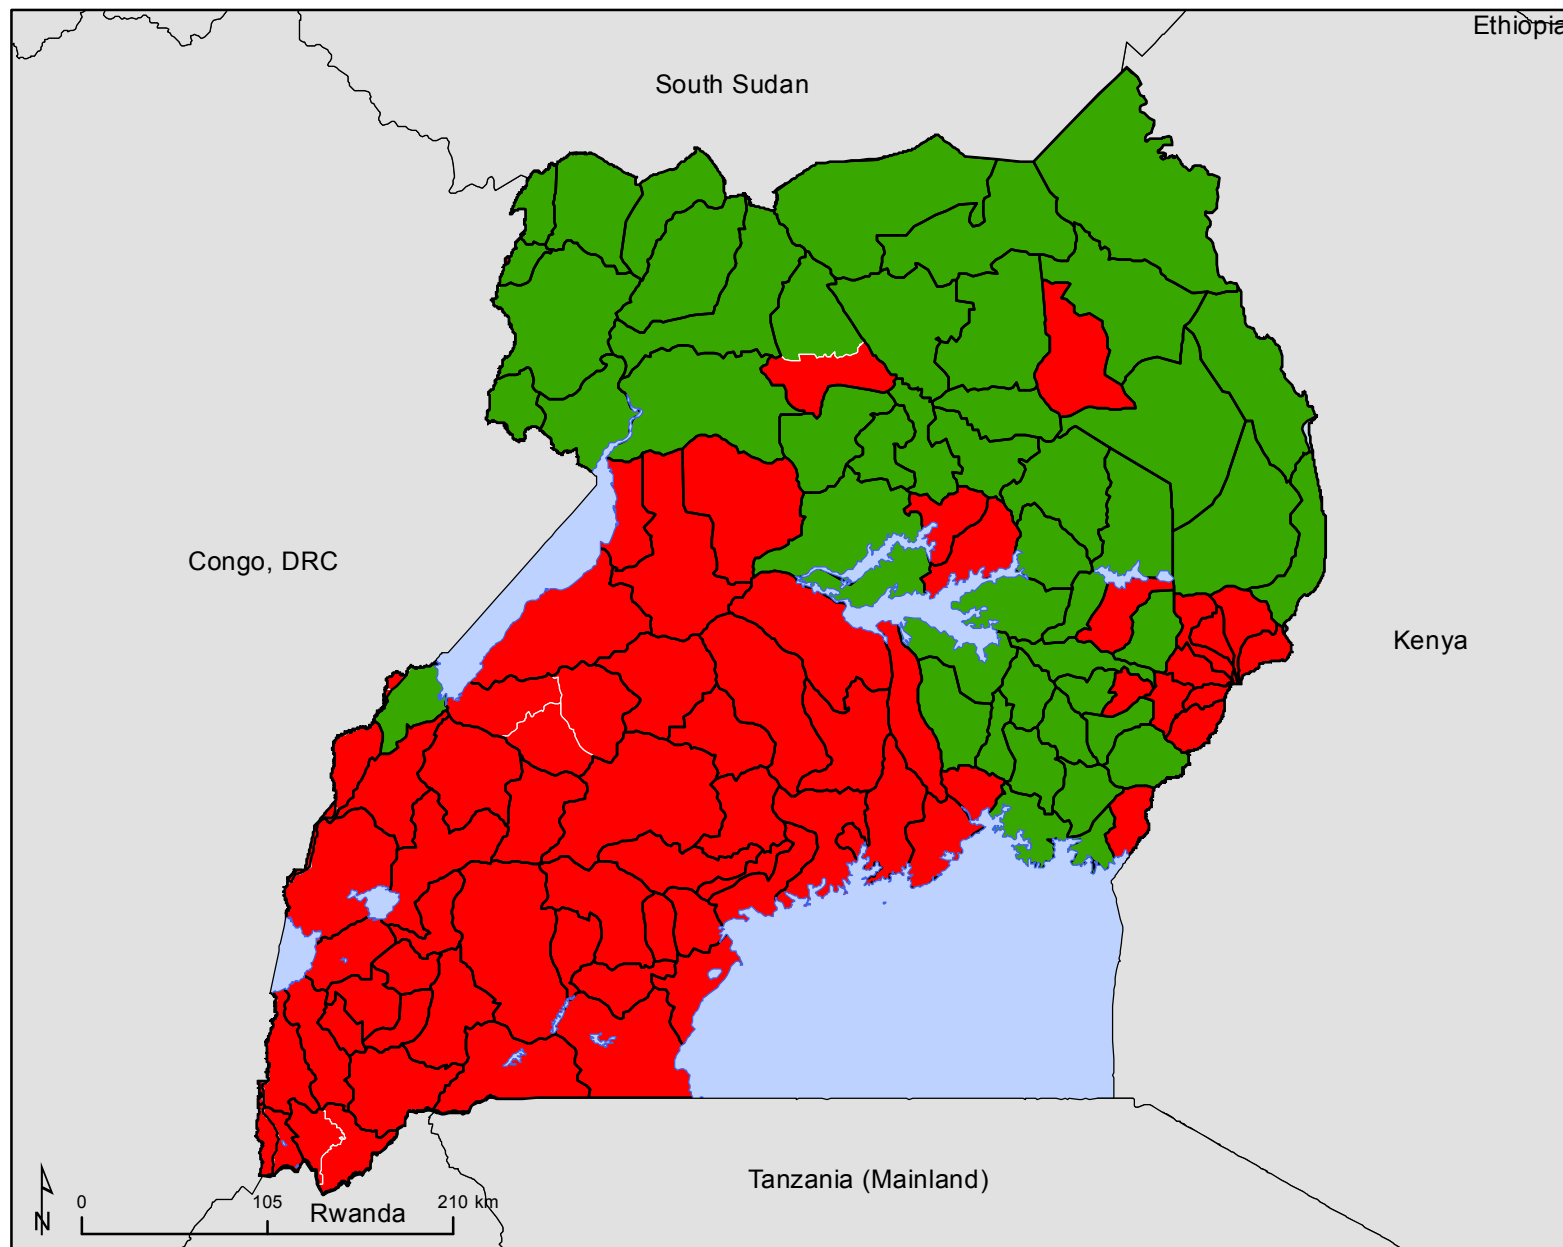 Ethiopia
South Sudan
Congo, DRC
Kenya
Tanzania (Mainland)
Rwanda
0 105 210 km
N